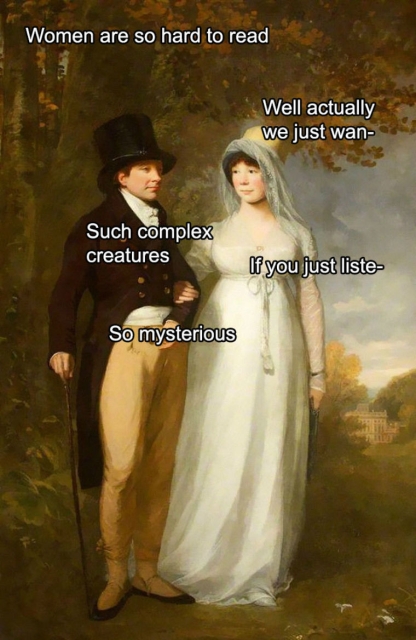 Women are so hard to read
Well actually
we just wan-
Such complex
creatures
If you just liste-
So mysterious